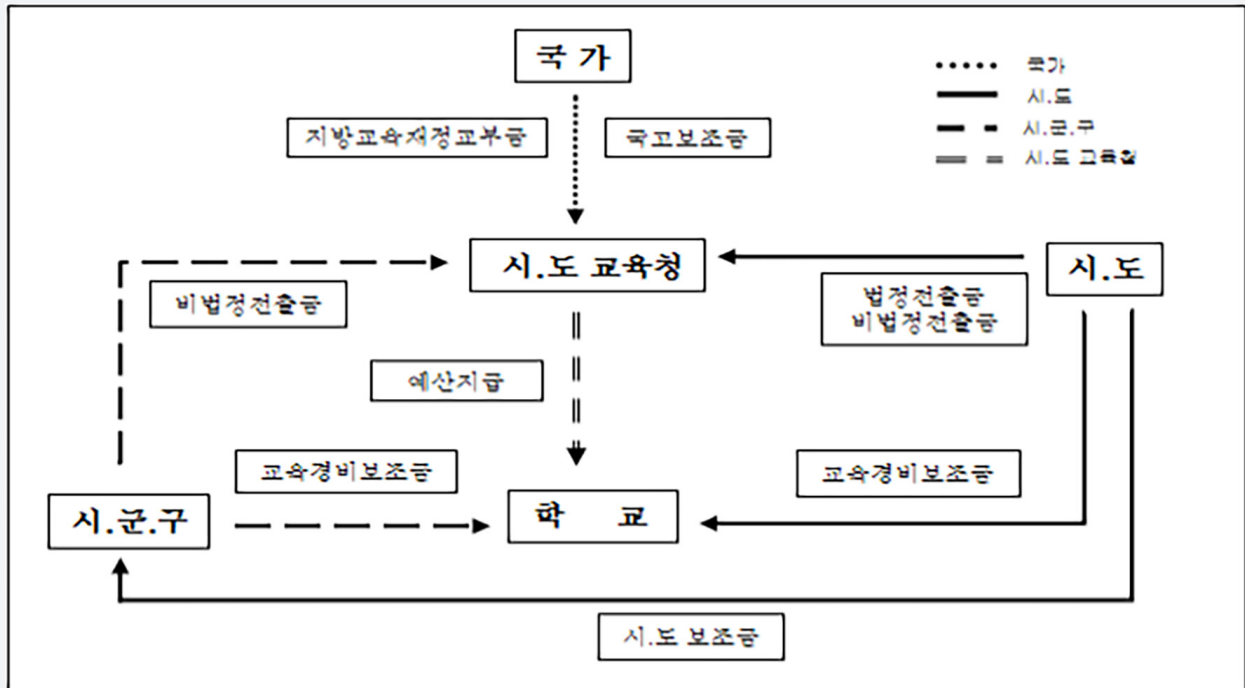 국 가
국가
시.도
시.군.구
시.도 교육청
지방교육재정교부금
국고보조금
시.도 교육청
시.도
비법정전출금
법정전출금
비법정전출금
예산지급
교육경비보조금
교육경비보조금
시.군.구
학 교
시.도 보조금